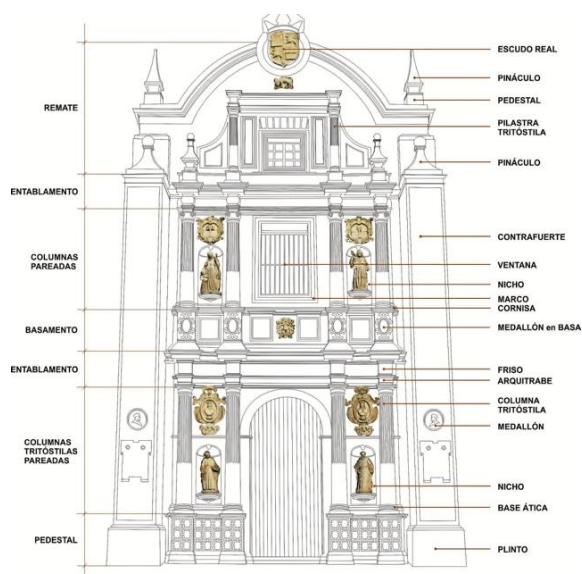 REMATE
ENTABLAMENTO
COLUMNAS
PAREADAS
BASAMENTO
ENTABLAMENTO
COLUMNAS
TRITÓSTILAS
PAREADAS
PEDESTAL
ESCUDO REAL
PINÁCULO
PEDESTAL
PILASTRA
TRITÓSTILA
PINÁCULO
CONTRAFUERTE
VENTANA
NICHO
MARCO
CORNISA
MEDALLÓN en BASA
FRISO
ARQUITRABE
COLUMNA
TRITÓSTILA
MEDALLÓN
NICHO
BASE ÁTICA
PLINTO